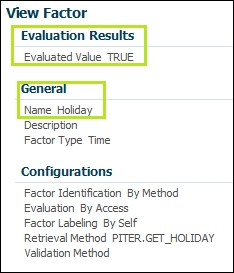 View Factor
Evaluation Results
Evaluated Value TRUE
General
Name Holiday
Description
Factor Type Time
Configurations
Factor Identification By Method
Evaluation By Access
Factor Labeling By Self
Retrieval Method PITER.GET_HOLIDAY
Validation Method